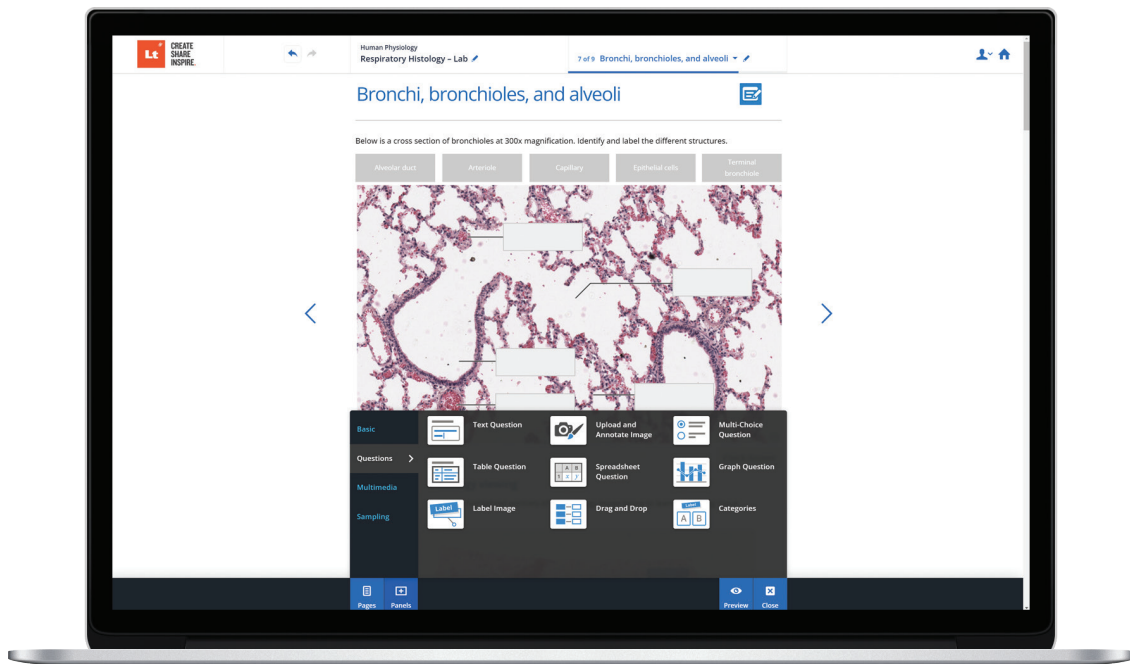 Lt
CREATE
SHARE
INSPIRE.
Human Physiology
Respiratory Histology – Lab
7 of 9 Bronchi, bronchioles, and alveoli
Bronchi, bronchioles, and alveoli
Below is a cross section of bronchioles at 300x magnification. Identify and label the different structures.
Alveolar duct
Arteriole
Capillary
Epithelial cells
Terminal
bronchiole
Basic
Questions
Multimedia
Sampling
Text Question
Upload and
Annotate Image
Multi-Choice
Question
Table Question
Spreadsheet
Question
Graph Question
Label
Label Image
Drag and Drop
Label
A B
Categories
Pages
Panels
Preview
Close